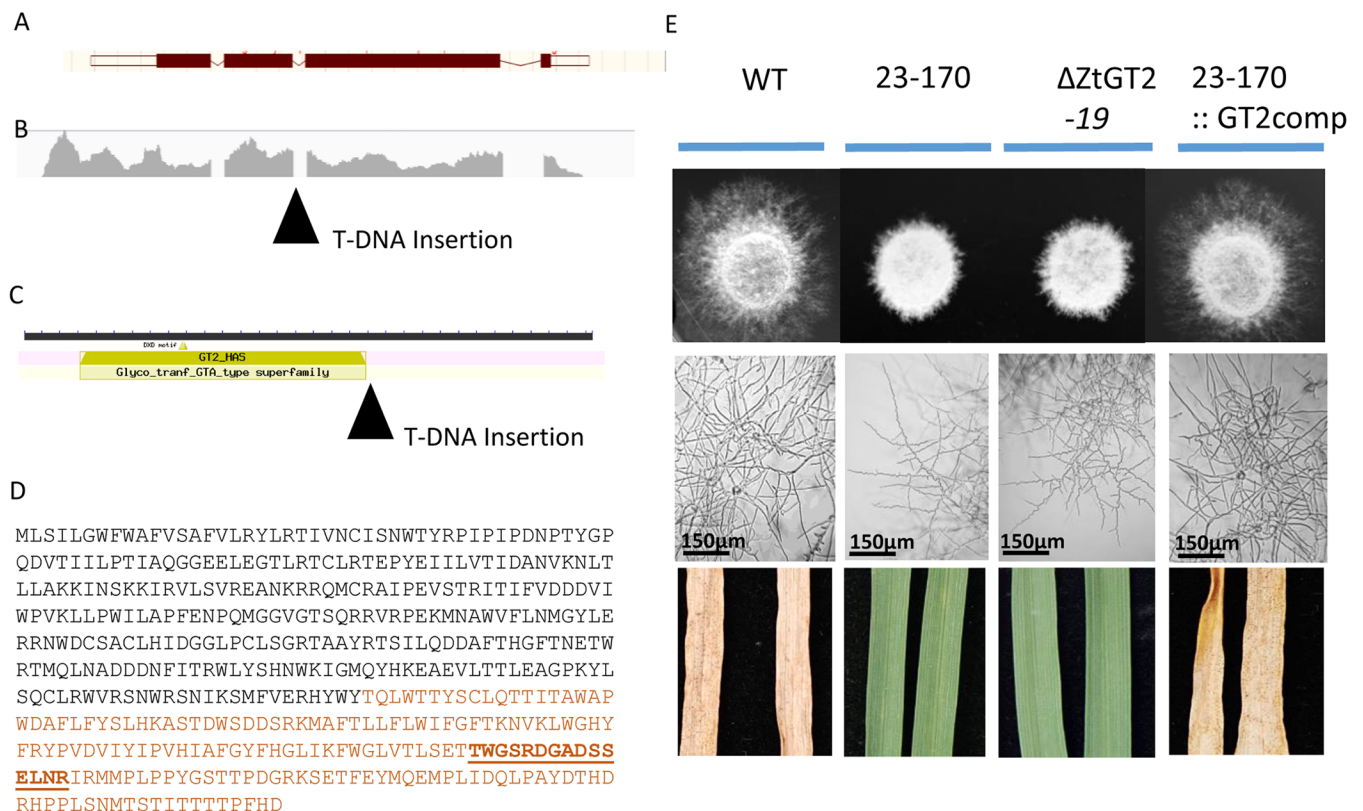 A
B
T-DNA Insertion
C
DXD motif
GT2_HAS
Glyco_tranf_GTA_type superfamily
T-DNA Insertion
D
MLSILGWFWAFVSAFVLRYLRTIVNCISNWTYRPIPIPDNPTYGP
QDVTIILPTIAQGGEELEGTLRTCLRTEPYEIILVTIDANVKNLT
LLAKKINSKKIRVLSVREANKRRQMCRAIPEVSTRITIFVDDDVI
WPVKLLPWILAPFENPQMGGVGTSQRRVRPEKMNAWVFLNMGYLE
RRNWDCSACLHIDGGLPCLSGRTAAYRTSILQDDAFTHGFTNETW
RTMQLNADDDNFITRWLYSHNWKIGMQYHKEAEVLTTLEAGPKYL
SQCLRWVRSNWRSNIKSMFVERHYWYTQLWTTYSCLQTTITAWAP
WDAFLFYSLHKASTDWSDDSRKMAFTLLFLWIFGFTKNVKLWGHY
FRYPVDVIYIPVHIAFGYFHGLIKFWGLVTLSETTWGSRDGADSS
ELNRIRMMPLPPYGSTTPDGRKSETFEYMQEMPLIDQLPAYDTHD
RHPPLSNMTSTITTTTPFHD
E
WT
23-170
ΔZtGT2
-19
23-170
:: GT2comp
150µm
150µm
150µm
150µm